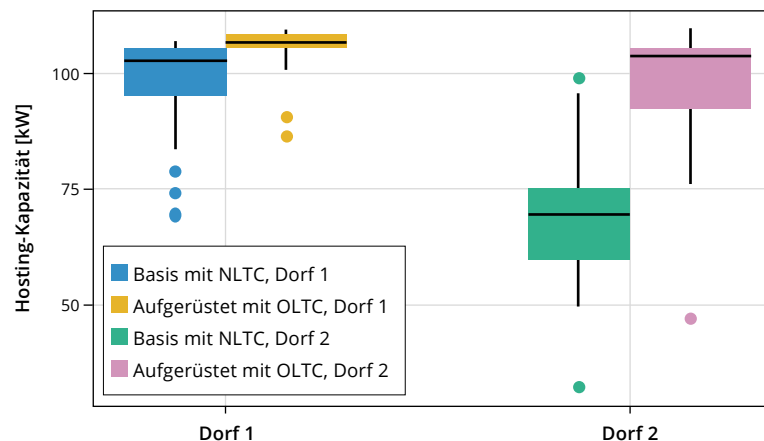 Hosting-Kapazität [kW]
100
75
50
Basis mit NLTC, Dorf 1
Aufgerüstet mit OLTC, Dorf 1
Basis mit NLTC, Dorf 2
Aufgerüstet mit OLTC, Dorf 2
Dorf 1
Dorf 2